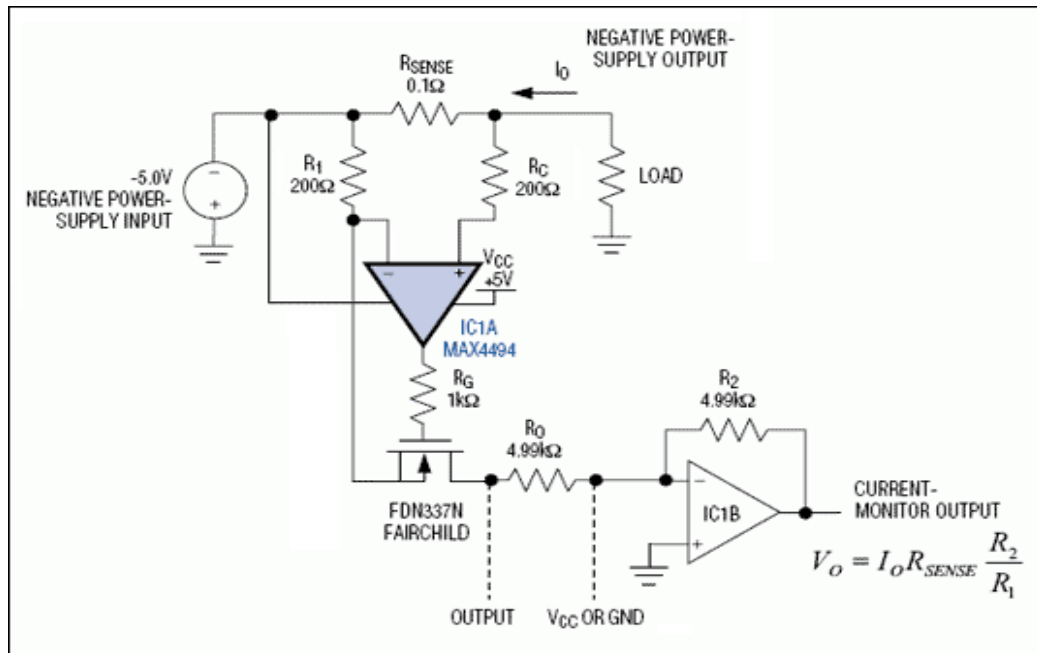 NEGATIVE POWER-
SUPPLY OUTPUT
RSENSE
0.1Ω
IO
-5.0V
NEGATIVE POWER-
SUPPLY INPUT
−
+
R1
200Ω
RC
200Ω
LOAD
−
+
VCC
+5V
IC1A
MAX4494
RG
1kΩ
R2
4.99kΩ
RO
4.99kΩ
FDN337N
FAIRCHILD
−
+
IC1B
CURRENT-
MONITOR OUTPUT
VO = IO RSENSE R2/R1
OUTPUT
VCC OR GND